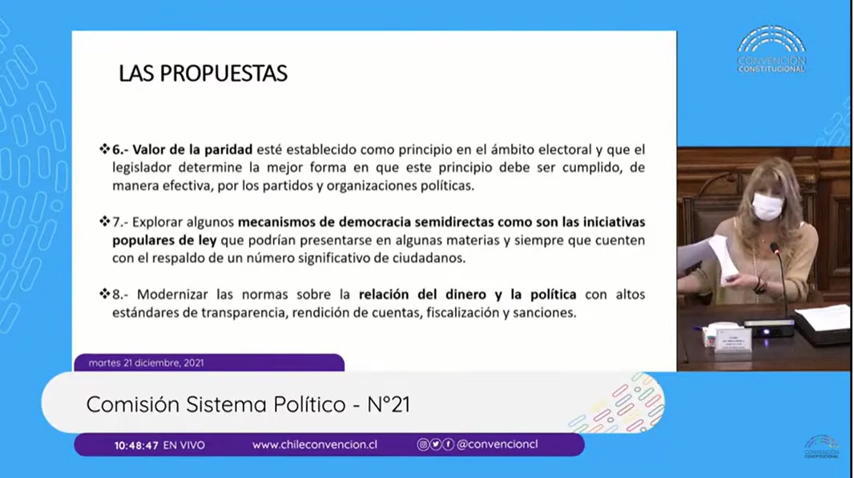 LAS PROPUESTAS
CONVENCIÓN
CONSTITUCIONAL
❖6.- Valor de la paridad esté establecido como principio en el ámbito electoral y que el
legislador determine la mejor forma en que este principio debe ser cumplido, de
manera efectiva, por los partidos y organizaciones políticas.
❖7.- Explorar algunos mecanismos de democracia semidirectas como son las iniciativas
populares de ley que podrían presentarse en algunas materias y siempre que cuenten
con el respaldo de un número significativo de ciudadanos.
❖8.- Modernizar las normas sobre la relación del dinero y la política con altos
estándares de transparencia, rendición de cuentas, fiscalización y sanciones.
martes 21 diciembre, 2021
Comisión Sistema Político - N°21
10:48:47 EN VIVO www.chileconvencion.cl @convencioncl
CONVENCIÓN
CONSTITUCIONAL